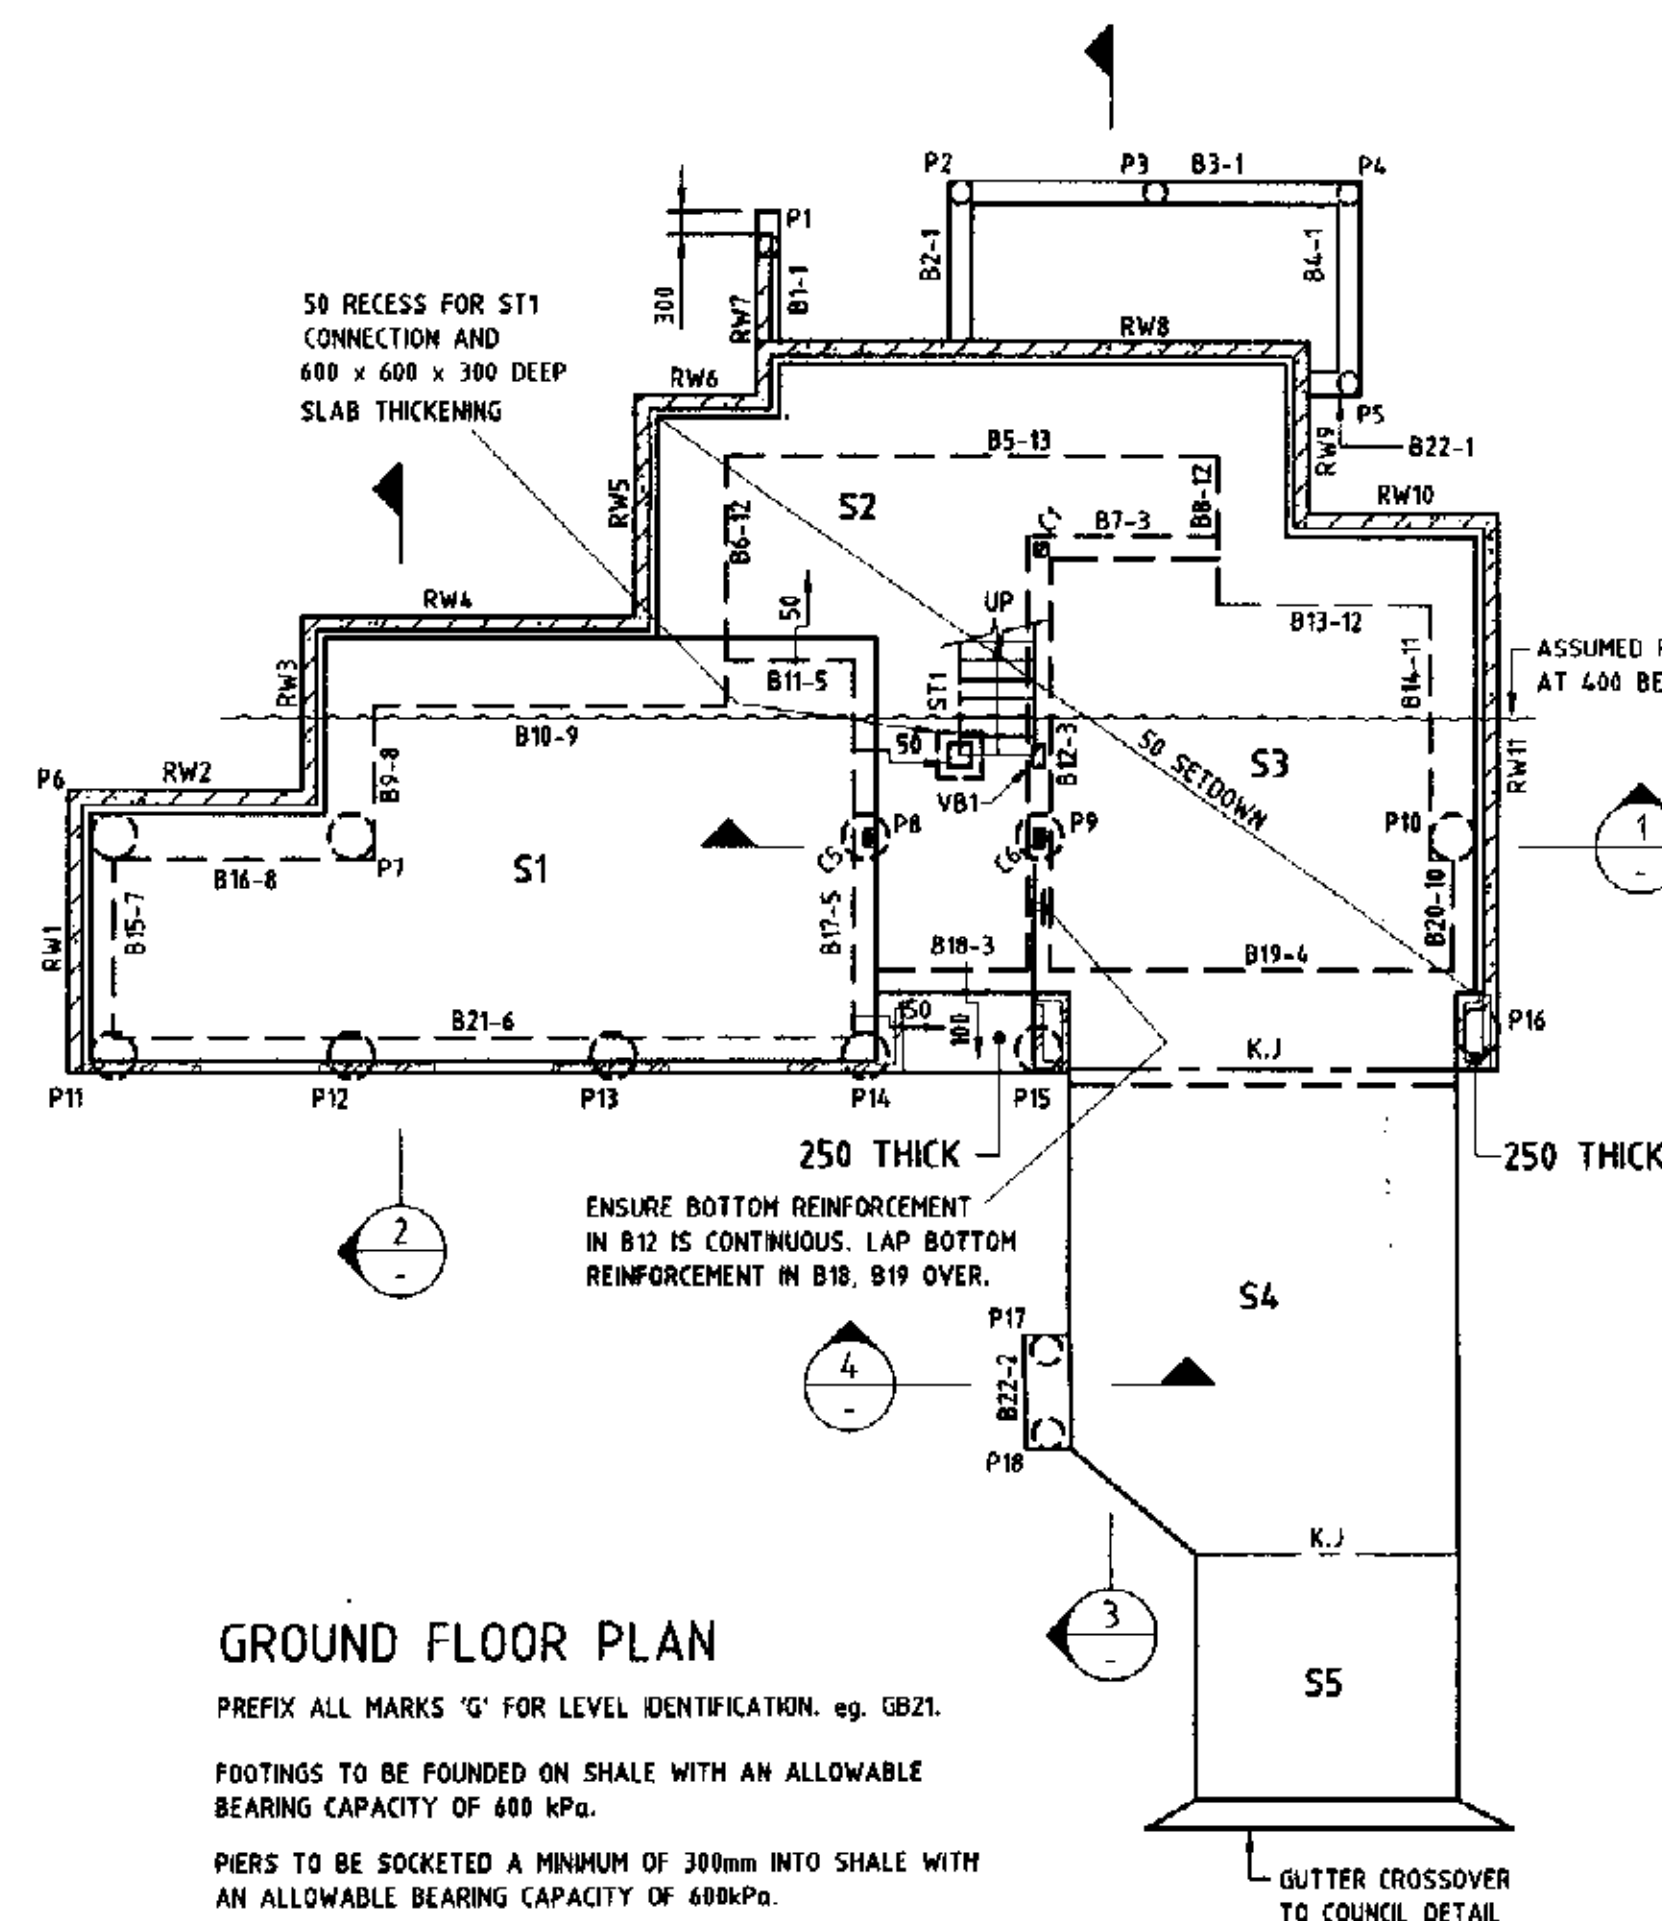 P2
P3
B3-1
P4
P1
B2-1
B4-1
B1-1
300
RW7
50 RECESS FOR ST1
CONNECTION AND
600 x 600 x 300 DEEP
SLAB THICKENING
RW8
RW6
P5
RW9
B22-1
B5-13
RW5
S2
B8-12
RW10
B6-12
C7
B7-3
RW4
50
UP
B13-12
RW3
B11-5
ST1
B14-11
ASSUMED
AT 400 BE
B10-9
50
B12-3
50 SETDOWN
S3
RW11
P6
RW2
B9-8
VB1
P8
P9
P10
1
-
P7
S1
C5
C6
B16-8
RW1
B15-7
B17-5
B18-3
B20-10
B19-4
B21-6
50
100
P16
K.J
P11
P12
P13
P14
P15
250 THICK
250 THICK
2
-
ENSURE BOTTOM REINFORCEMENT
IN B12 IS CONTINUOUS. LAP BOTTOM
REINFORCEMENT IN B18, B19 OVER.
S4
P17
4
-
B22-2
P18
K.J
3
-
GROUND FLOOR PLAN
S5
PREFIX ALL MARKS 'G' FOR LEVEL IDENTIFICATION. eg. GB21.
FOOTINGS TO BE FOUNDED ON SHALE WITH AN ALLOWABLE
BEARING CAPACITY OF 600 kPa.
PIERS TO BE SOCKETED A MINIMUM OF 300mm INTO SHALE WITH
AN ALLOWABLE BEARING CAPACITY OF 600kPa.
GUTTER CROSSOVER
TO COUNCIL DETAIL